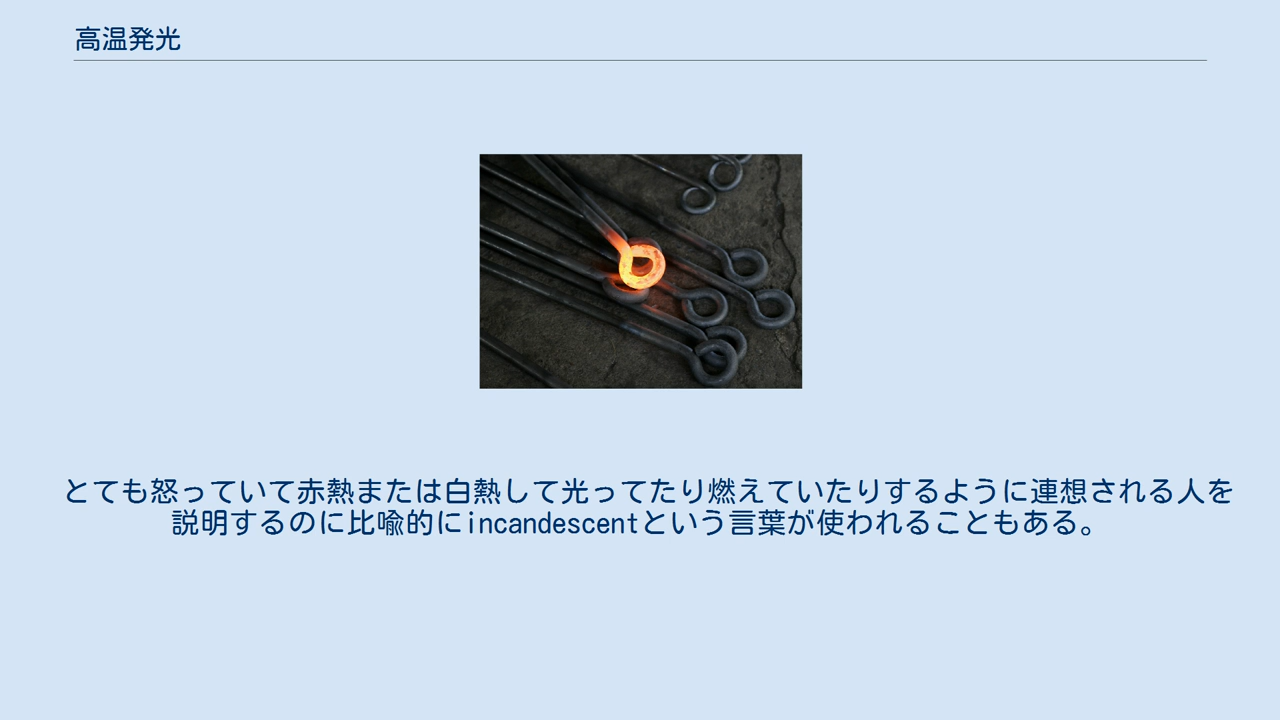 高温発光
とても怒っていて赤熱または白熱して光ってたり燃えていたりするように連想される人を
説明するのに比喩的にincandescentという言葉が使われることもある。